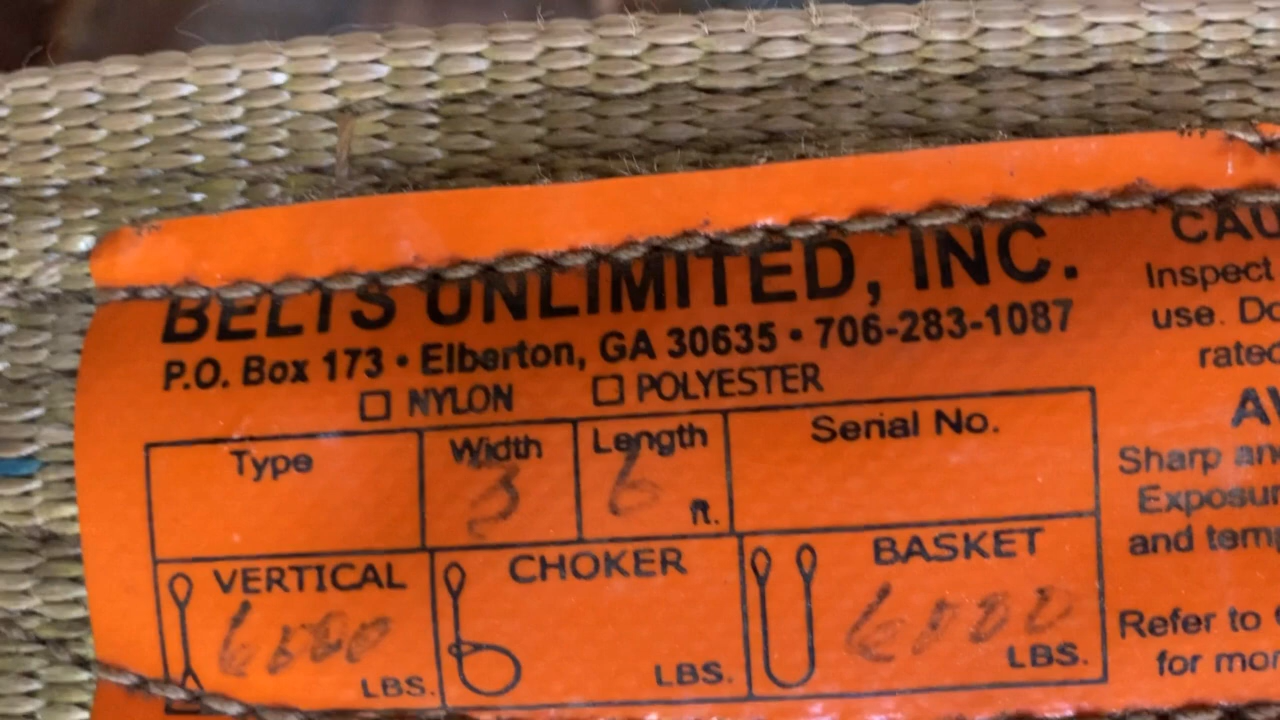 BELTS UNLIMITED, INC.
P.O. Box 173 • Elberton, GA 30635 • 706-283-1087
☐ NYLON ☐ POLYESTER
Type Width Length Serial No.
3 6 ft.
VERTICAL CHOKER BASKET
6000 6000
LBS. LBS. LBS.
CAU
Inspect
use. Do
rated
AV
Sharp an
Exposur
and temp
Refer to
for mor